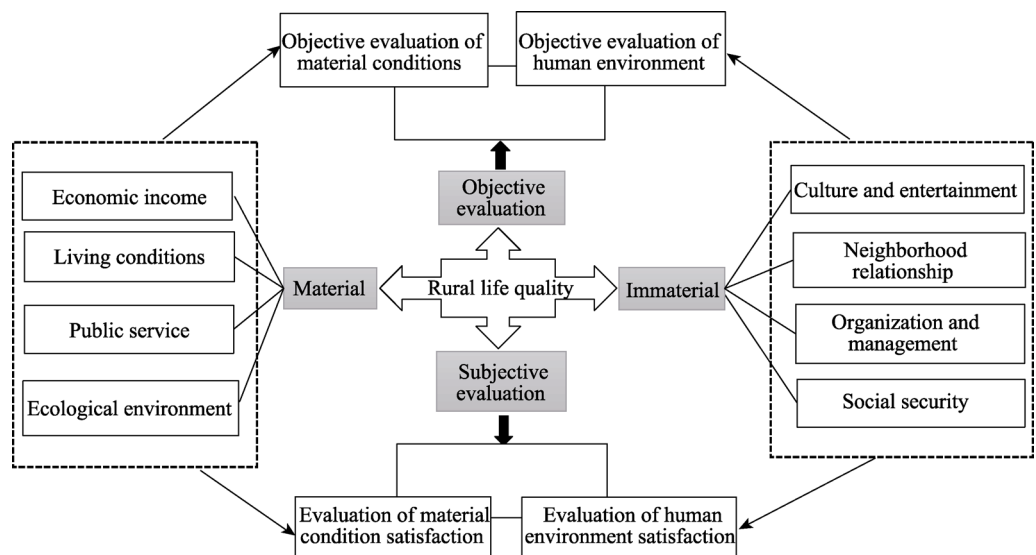 Objective evaluation of
material conditions
Objective evaluation of
human environment
Economic income
Living conditions
Public service
Ecological environment
Material
Objective
evaluation
Rural life quality
Subjective
evaluation
Immaterial
Culture and entertainment
Neighborhood
relationship
Organization and
management
Social security
Evaluation of material
condition satisfaction
Evaluation of human
environment satisfaction